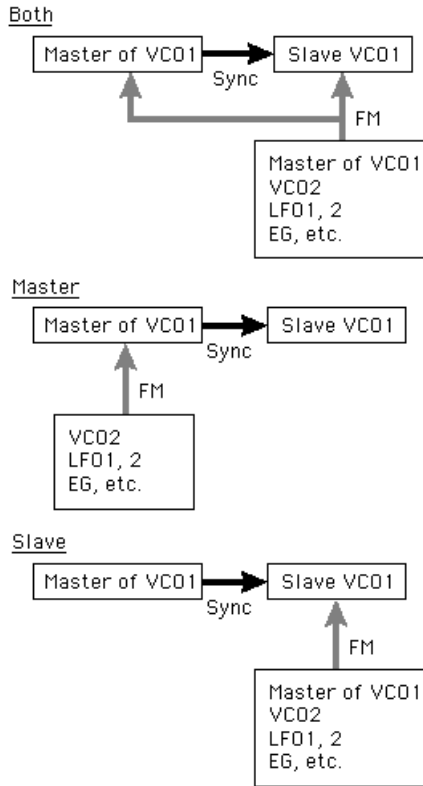 Both
Master of VCO1
Slave VCO1
Sync
FM
Master of VCO1
VCO2
LFO1, 2
EG, etc.
Master
Master of VCO1
Slave VCO1
Sync
FM
VCO2
LFO1, 2
EG, etc.
Slave
Master of VCO1
Slave VCO1
Sync
FM
Master of VCO1
VCO2
LFO1, 2
EG, etc.